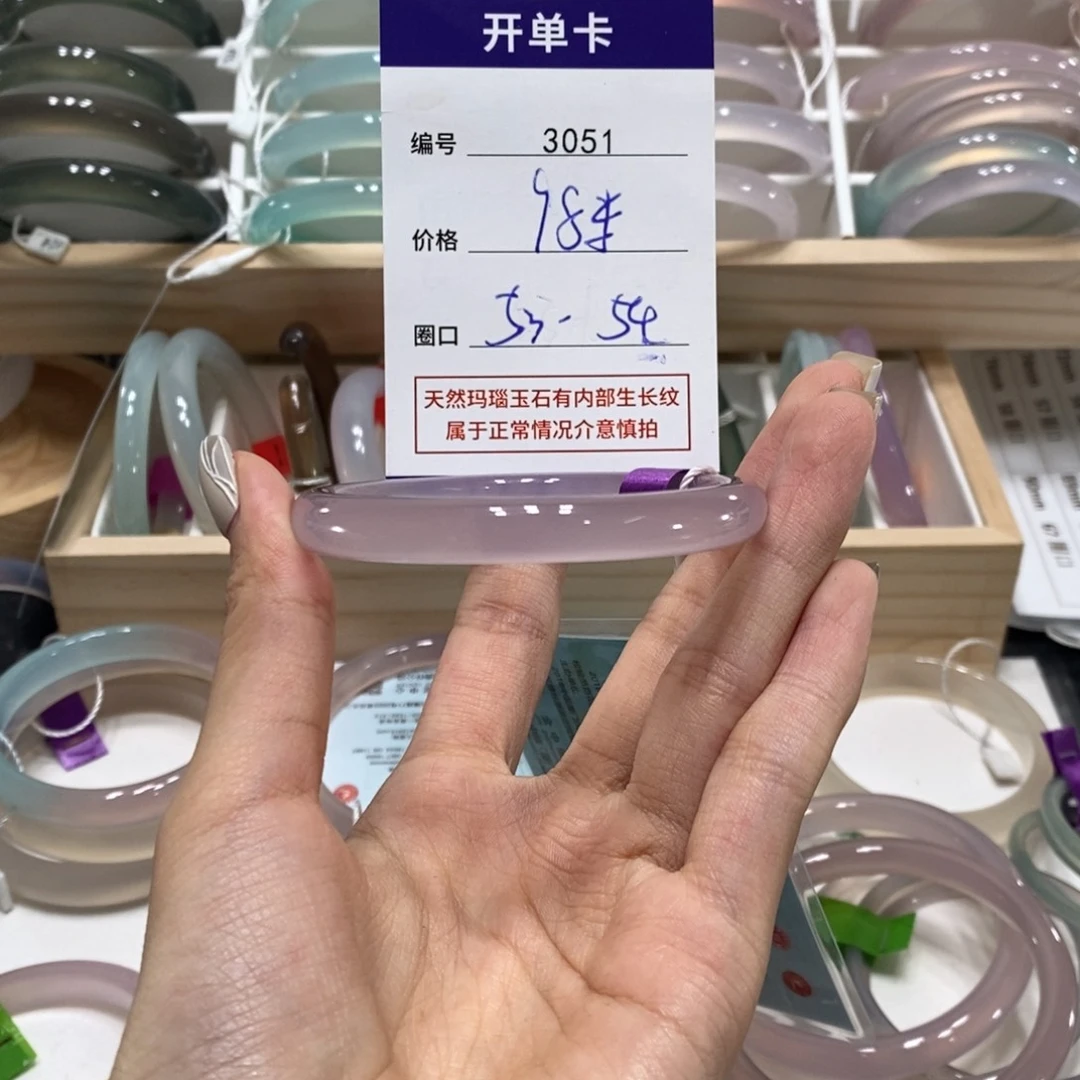 开单卡
编号 3051
价格 98米
圈口 53-54
天然玛瑙玉石有内部生长纹
属于正常情况介意慎拍